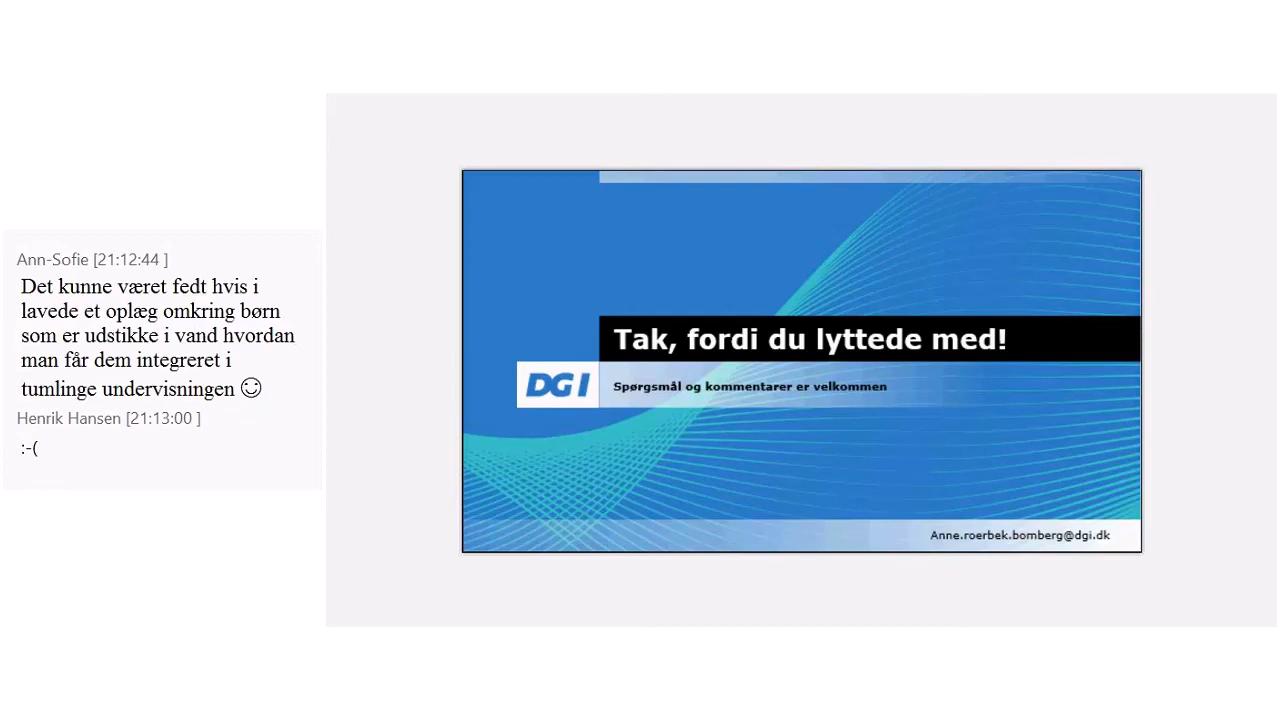 Ann-Sofie [21:12:44 ]
Det kunne været fedt hvis i
lavede et oplæg omkring børn
som er udstikke i vand hvordan
man får dem integreret i
tumlinge undervisningen ☺
Henrik Hansen [21:13:00 ]
:-(
Tak, fordi du lyttede med!
DGI
Spørgsmål og kommentarer er velkommen
Anne.roerbek.bomberg@dgi.dk